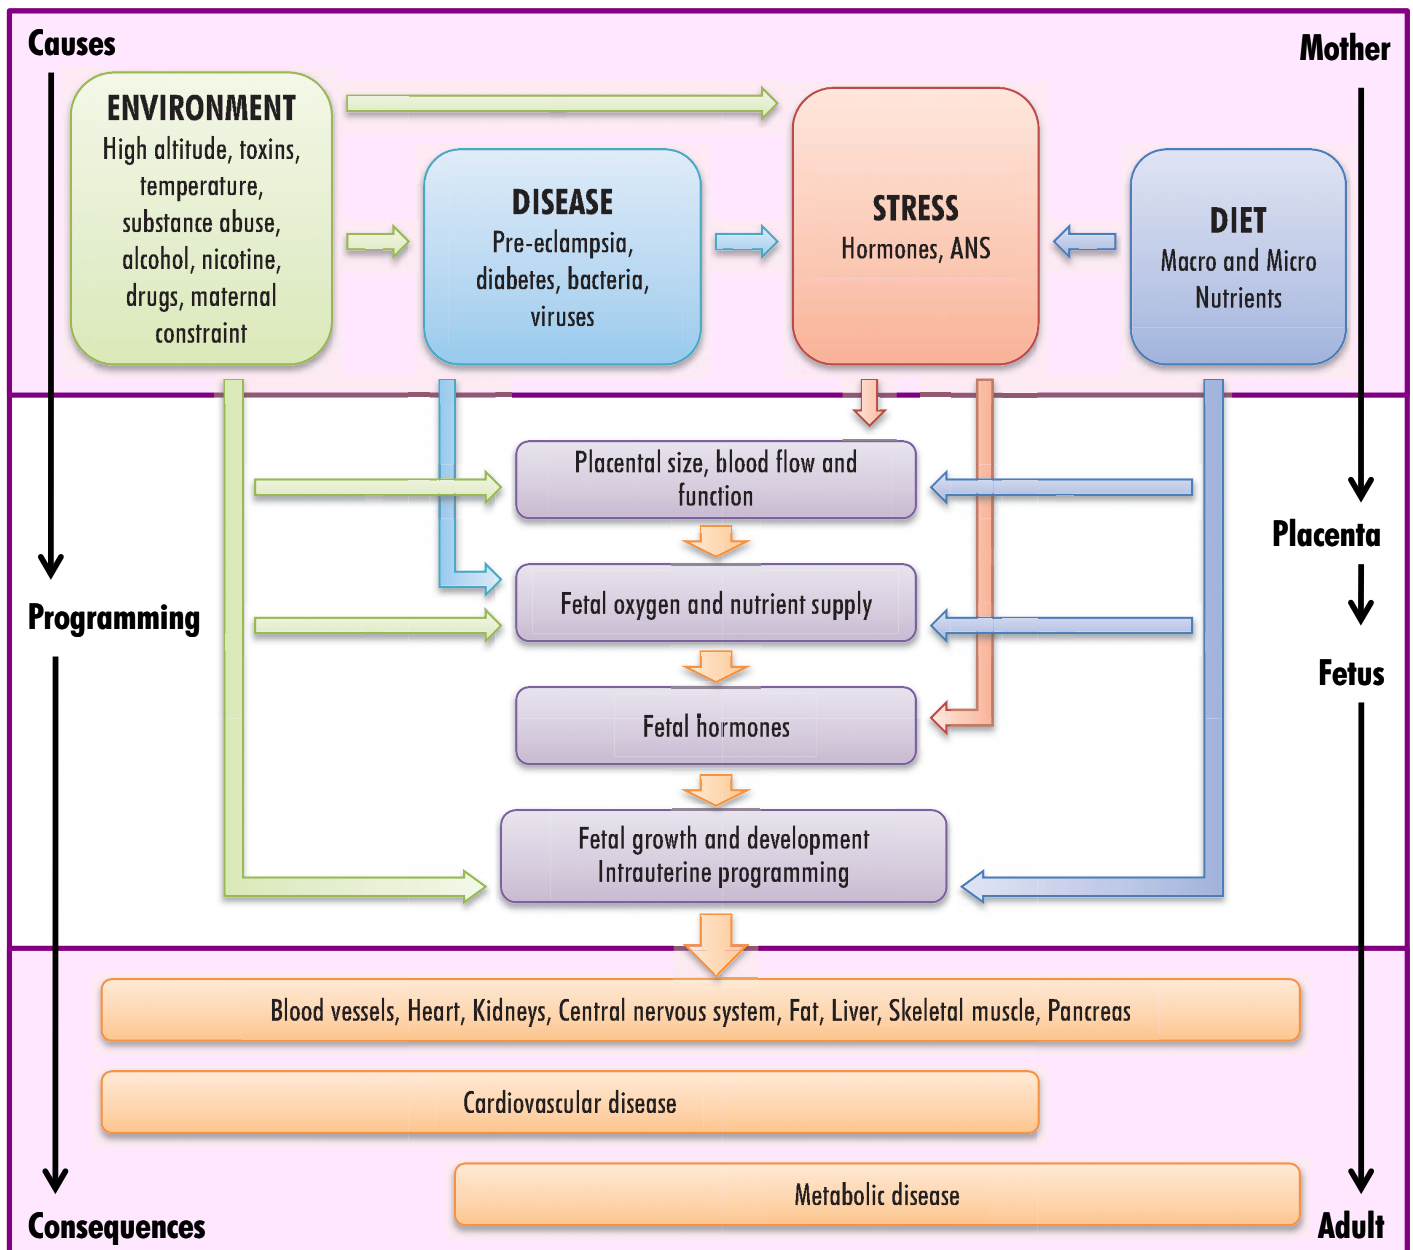 Causes
Mother
ENVIRONMENT
High altitude, toxins,
temperature,
substance abuse,
alcohol, nicotine,
drugs, maternal
constraint
DISEASE
Pre-eclampsia,
diabetes, bacteria,
viruses
STRESS
Hormones, ANS
DIET
Macro and Micro
Nutrients
Placental size, blood flow and
function
Placenta
Fetal oxygen and nutrient supply
Programming
Fetus
Fetal hormones
Fetal growth and development
Intrauterine programming
Blood vessels, Heart, Kidneys, Central nervous system, Fat, Liver, Skeletal muscle, Pancreas
Cardiovascular disease
Metabolic disease
Consequences
Adult